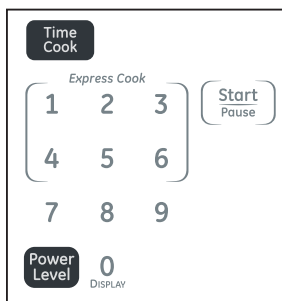 Time
Cook
Express Cook
1 2 3
Start
Pause
4 5 6
7 8 9
Power
Level
0
DISPLAY